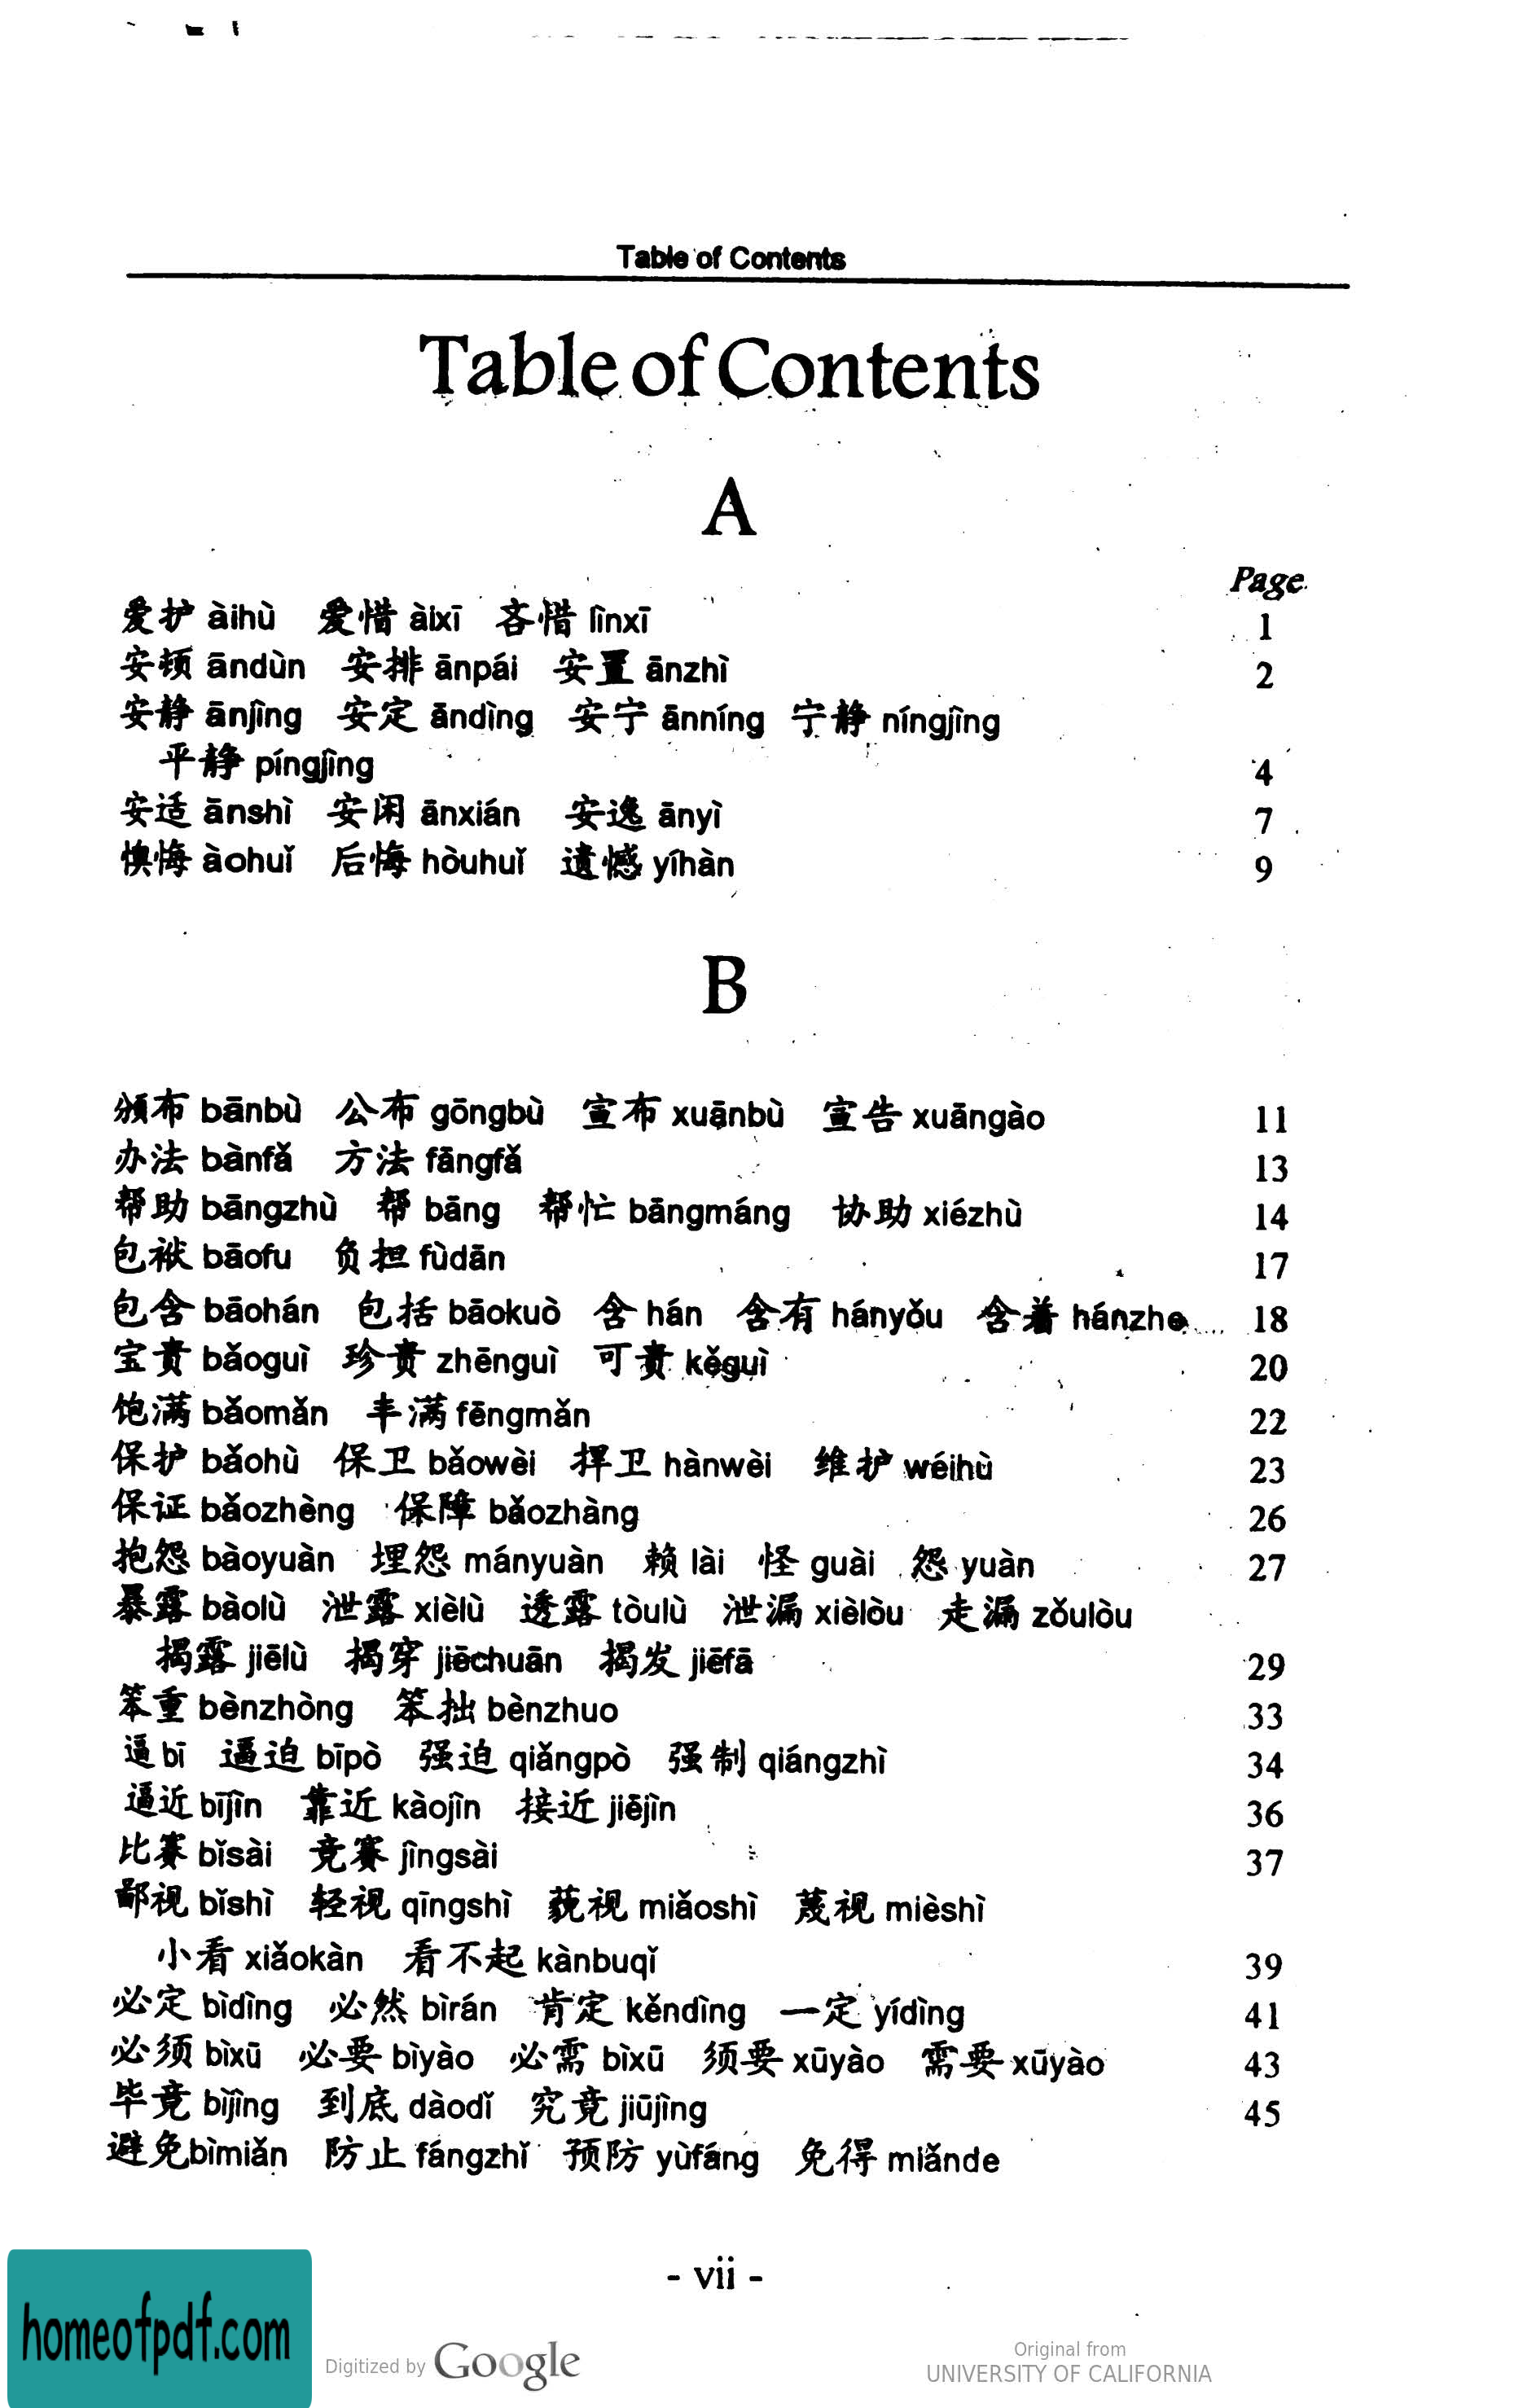 Table of Contents
Table of Contents
A
Page
爱护 àihù 爱惜 àixī 吝惜 lìnxī 1
安顿 āndùn 安排 ānpái 安置 ānzhì 2
安静 ānjìng 安定 āndìng 安宁 ānníng 宁静 níngjìng
平静 píngjìng 4
安适 ānshì 安闲 ānxián 安逸 ānyì 7
懊悔 àohuǐ 后悔 hòuhuǐ 遗憾 yíhàn 9
B
颁布 bānbù 公布 gōngbù 宣布 xuānbù 宣告 xuāngào 11
办法 bànfǎ 方法 fāngfǎ 13
帮助 bāngzhù 帮 bāng 帮忙 bāngmáng 协助 xiézhù 14
包袱 bāofu 负担 fùdān 17
包含 bāohán 包括 bāokuò 含 hán 含有 hányǒu 含着 hánzhe 18
宝贵 bǎoguì 珍贵 zhēnguì 可贵 kěguì 20
饱满 bǎomǎn 丰满 fēngmǎn 22
保护 bǎohù 保卫 bǎowèi 捍卫 hànwèi 维护 wéihù 23
保证 bǎozhèng 保障 bǎozhàng 26
抱怨 bàoyuàn 埋怨 mányuàn 赖 lài 怪 guài 怨 yuàn 27
暴露 bàolù 泄露 xièlù 透露 tòulù 泄漏 xièlòu 走漏 zǒulòu
揭露 jiēlù 揭穿 jiēchuān 揭发 jiēfā 29
笨重 bènzhòng 笨拙 bènzhuo 33
逼 bī 逼迫 bīpò 强迫 qiǎngpò 强制 qiángzhì 34
逼近 bījìn 靠近 kàojìn 接近 jiējìn 36
比赛 bǐsài 竞赛 jìngsài 37
鄙视 bǐshì 轻视 qīngshì 藐视 miǎoshì 蔑视 mièshì
小看 xiǎokàn 看不起 kànbuqǐ 39
必定 bìdìng 必然 bìrán 肯定 kěndìng 一定 yídìng 41
必须 bìxū 必要 bìyào 必需 bìxū 须要 xūyào 需要 xūyào 43
毕竟 bìjìng 到底 dàodǐ 究竟 jiūjìng 45
避免 bìmiǎn 防止 fángzhǐ 预防 yùfáng 免得 miǎnde
- vii -
homeofpdf.com
Digitized by Google
Original from
UNIVERSITY OF CALIFORNIA